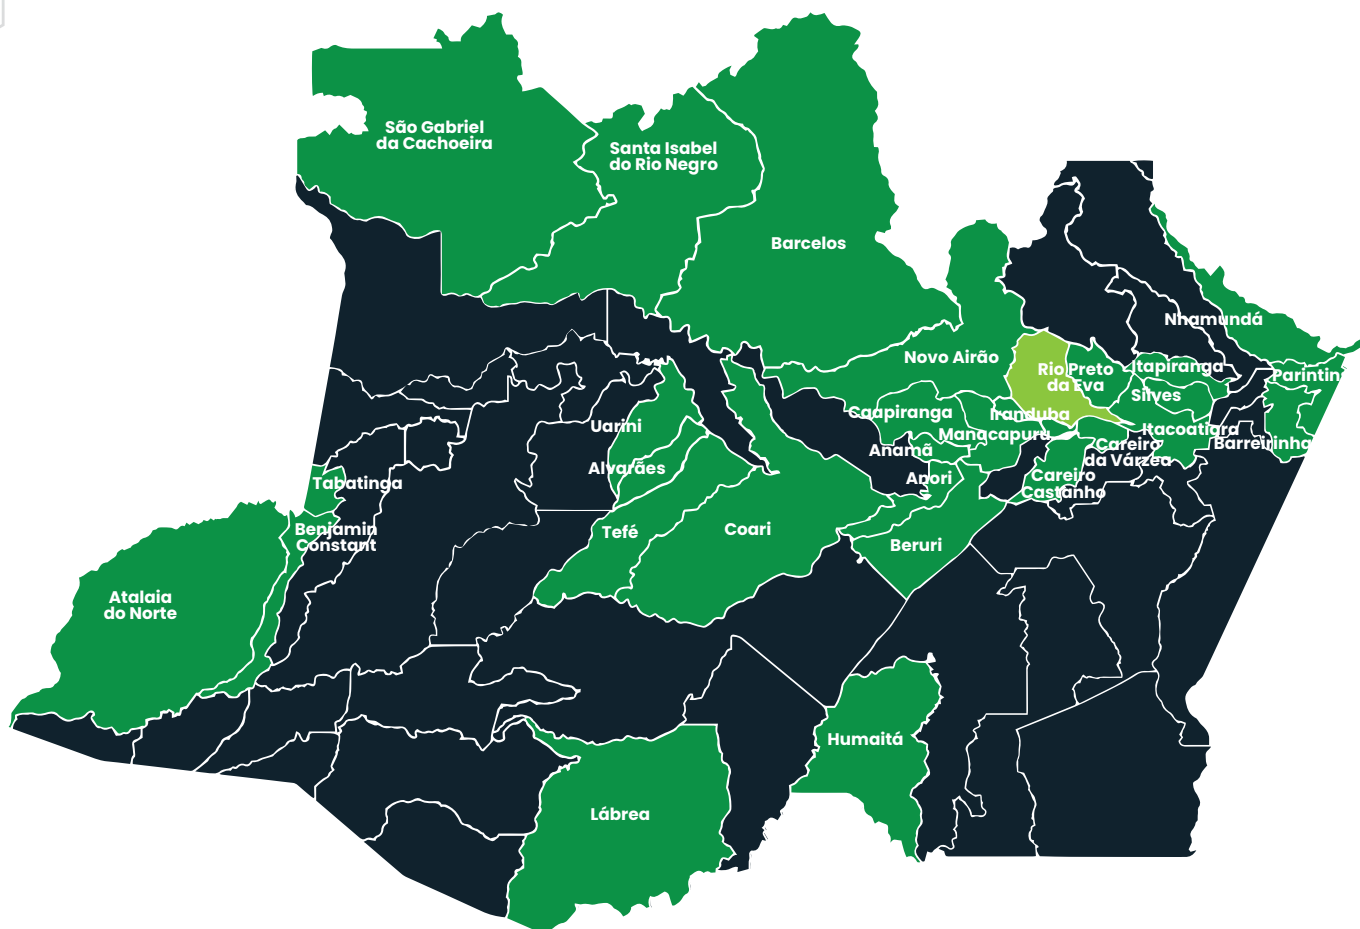 São Gabriel
da Cachoeira
Santa Isabel
do Rio Negro
Barcelos
Nhamundá
Novo Airão
Rio Preto
da Eva
Itapiranga
Parintin
Silves
Caapiranga
Iranduba
Uarini
Manacapuru
Itacoatiara
Barreirinha
Anamã
Careiro
da Várzea
Alvarães
Tabatinga
Anori
Careiro
Castanho
Benjamin
Constant
Tefé
Coari
Beruri
Atalaia
do Norte
Humaitá
Lábrea